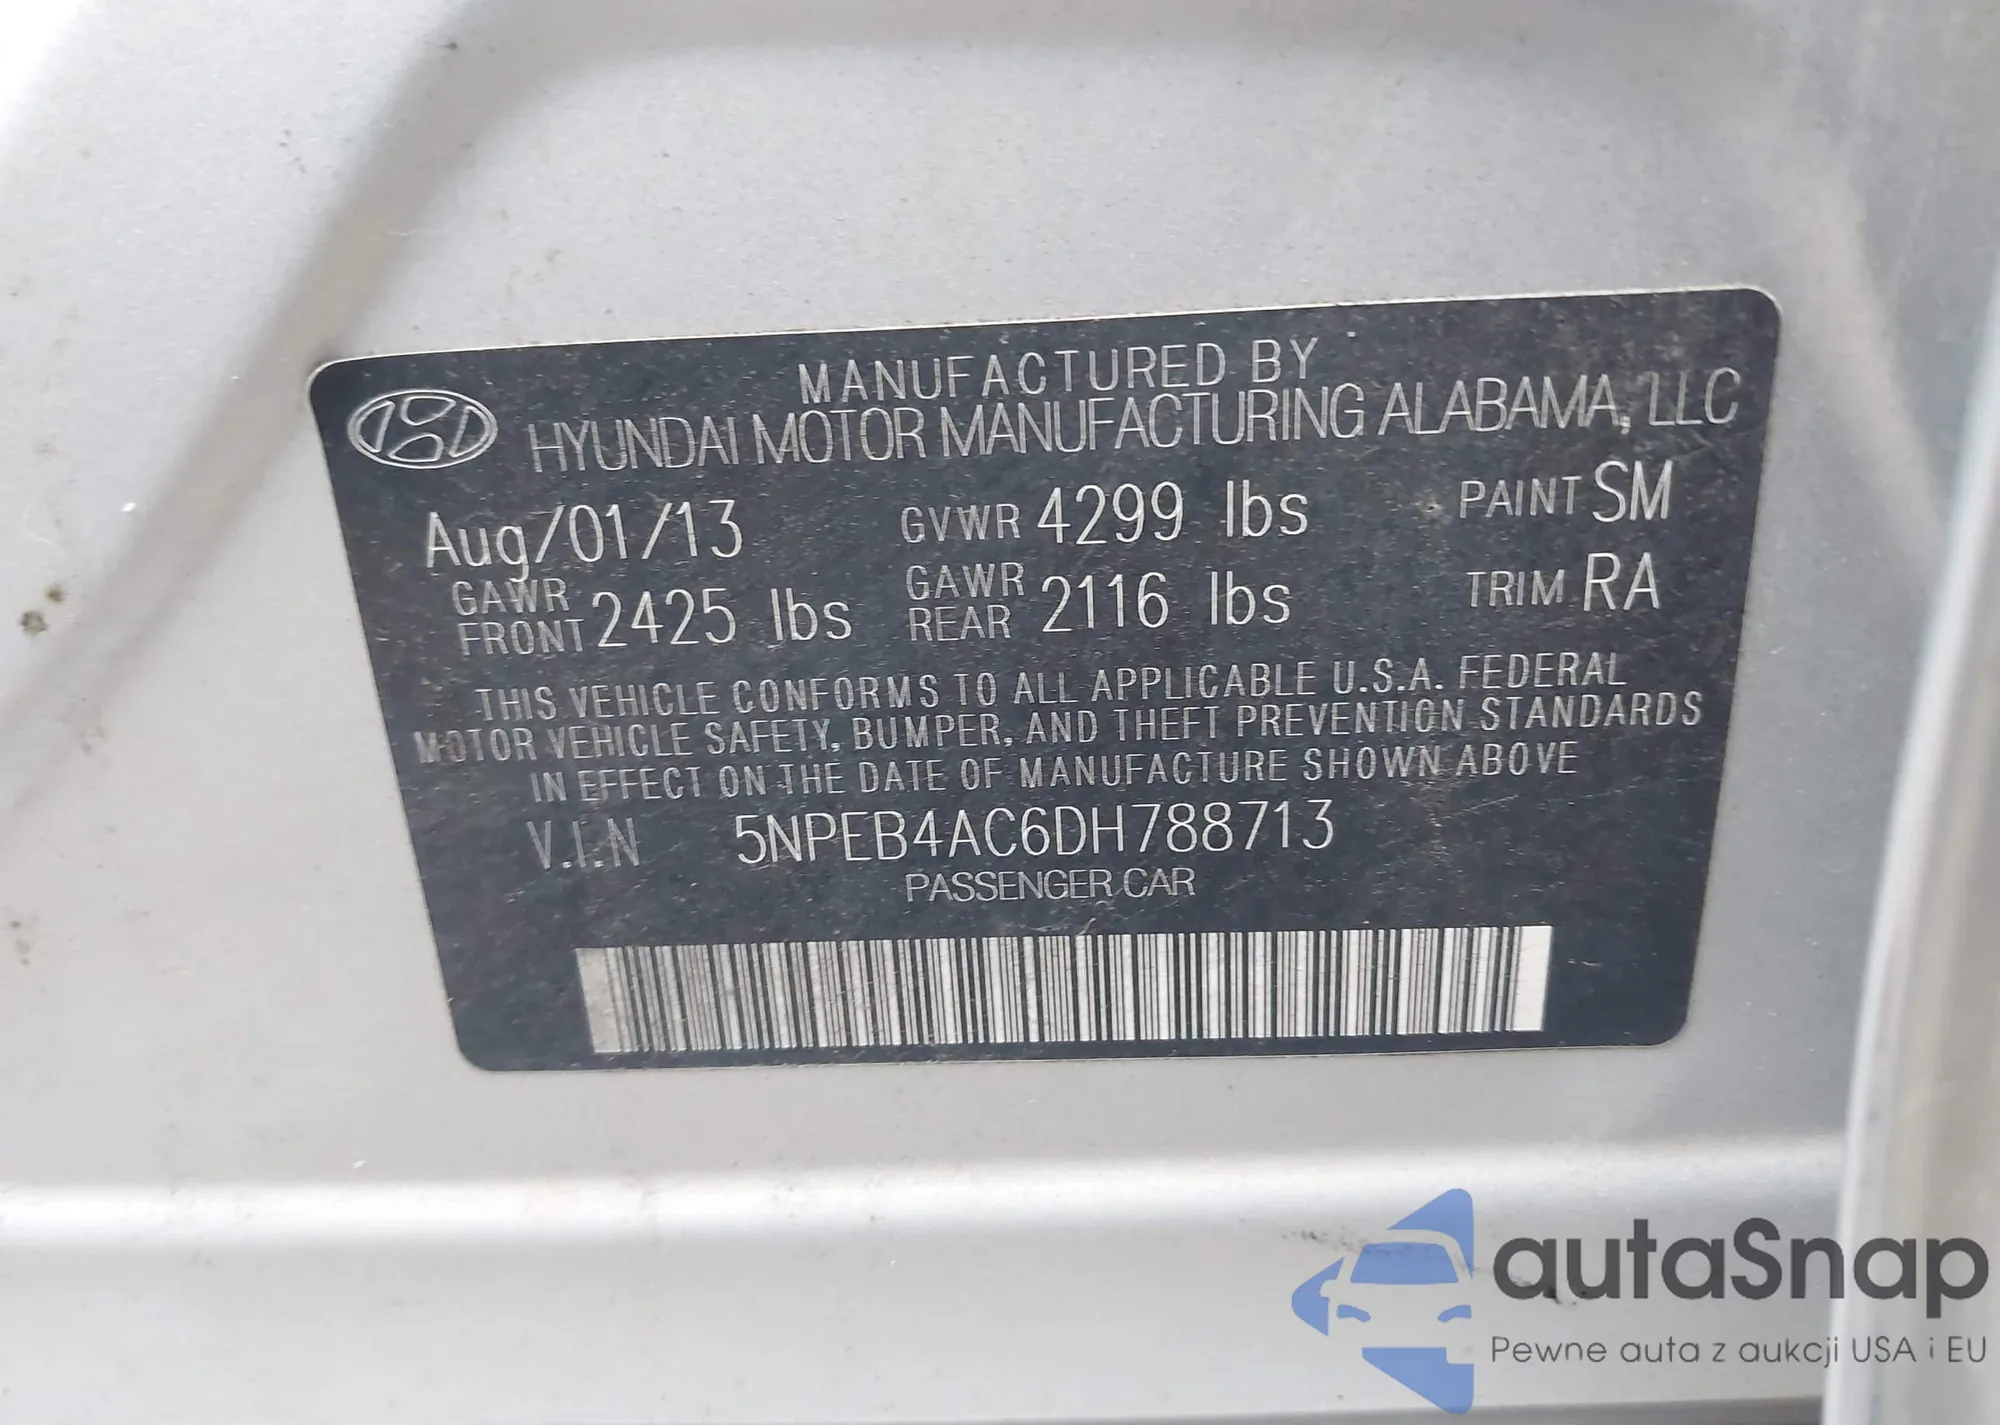 MANUFACTURED BY
HYUNDAI MOTOR MANUFACTURING ALABAMA, LLC
Aug/01/13 GVWR 4299 lbs PAINT SM
GAWR FRONT 2425 lbs GAWR REAR 2116 lbs TRIM RA
THIS VEHICLE CONFORMS TO ALL APPLICABLE U.S.A. FEDERAL
MOTOR VEHICLE SAFETY, BUMPER, AND THEFT PREVENTION STANDARDS
IN EFFECT ON THE DATE OF MANUFACTURE SHOWN ABOVE
V.I.N 5NPEB4AC6DH788713
PASSENGER CAR
autaSnap
Pewne auta z aukcji USA i EU